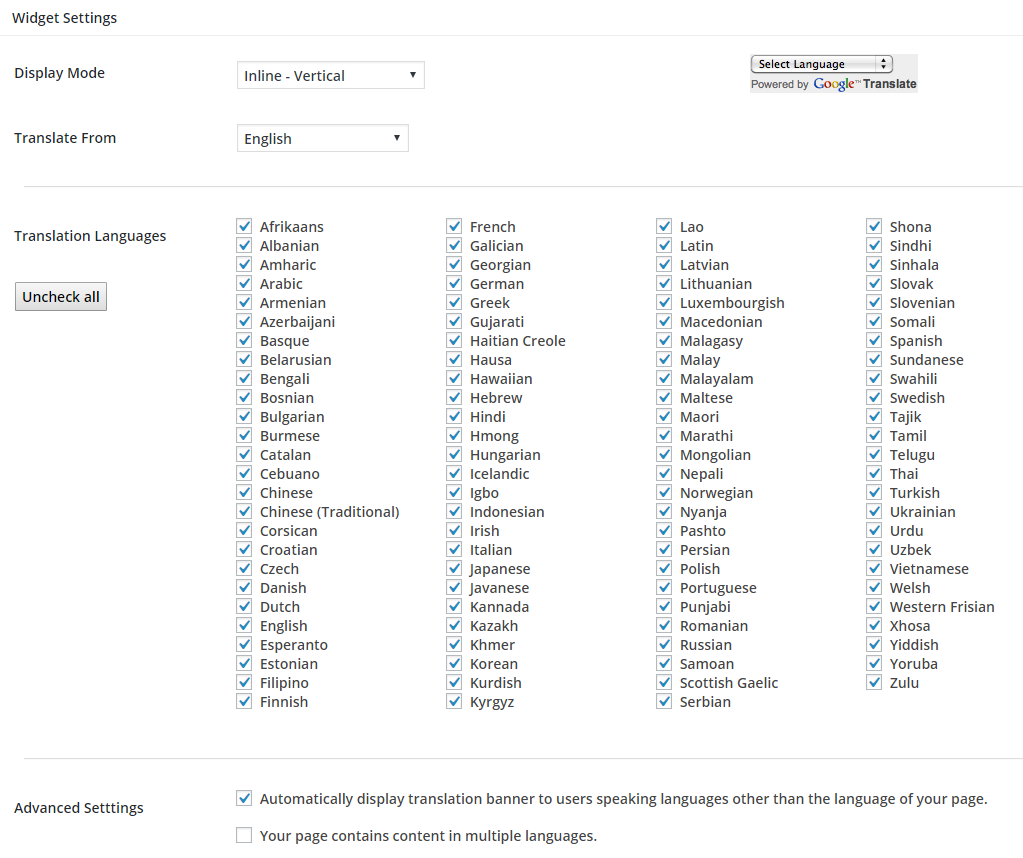 Widget Settings
Display Mode
Inline - Vertical
Select Language
Powered by Google™ Translate
Translate From
English
Translation Languages
Uncheck all
Afrikaans
Albanian
Amharic
Arabic
Armenian
Azerbaijani
Basque
Belarusian
Bengali
Bosnian
Bulgarian
Burmese
Catalan
Cebuano
Chinese
Chinese (Traditional)
Corsican
Croatian
Czech
Danish
Dutch
English
Esperanto
Estonian
Filipino
Finnish
French
Galician
Georgian
German
Greek
Gujarati
Haitian Creole
Hausa
Hawaiian
Hebrew
Hindi
Hmong
Hungarian
Icelandic
Igbo
Indonesian
Irish
Italian
Japanese
Javanese
Kannada
Kazakh
Khmer
Korean
Kurdish
Kyrgyz
Lao
Latin
Latvian
Lithuanian
Luxembourgish
Macedonian
Malagasy
Malay
Malayalam
Maltese
Maori
Marathi
Mongolian
Nepali
Norwegian
Nyanja
Pashto
Persian
Polish
Portuguese
Punjabi
Romanian
Russian
Samoan
Scottish Gaelic
Serbian
Shona
Sindhi
Sinhala
Slovak
Slovenian
Somali
Spanish
Sundanese
Swahili
Swedish
Tajik
Tamil
Telugu
Thai
Turkish
Ukrainian
Urdu
Uzbek
Vietnamese
Welsh
Western Frisian
Xhosa
Yiddish
Yoruba
Zulu
Advanced Setttings
Automatically display translation banner to users speaking languages other than the language of your page.
Your page contains content in multiple languages.